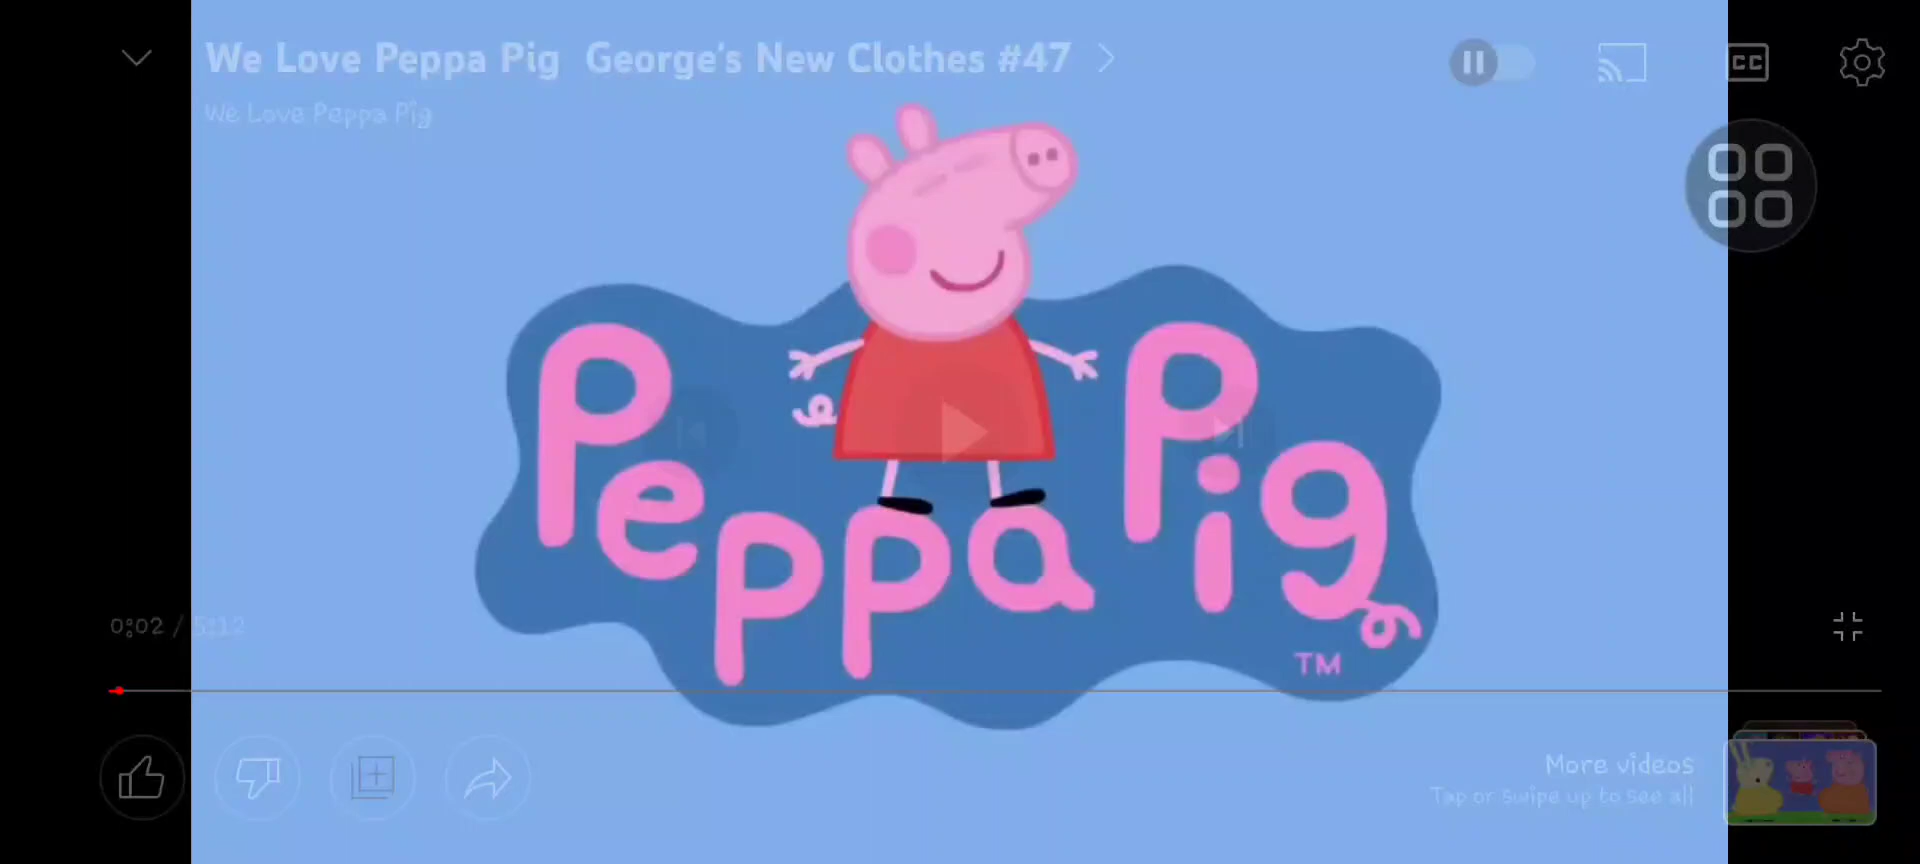 We Love Peppa Pig  George's New Clothes #47
We Love Peppa Pig
CC
Peppa Pig
TM
0:02 / 5:12
More videos
Tap or swipe up to see all